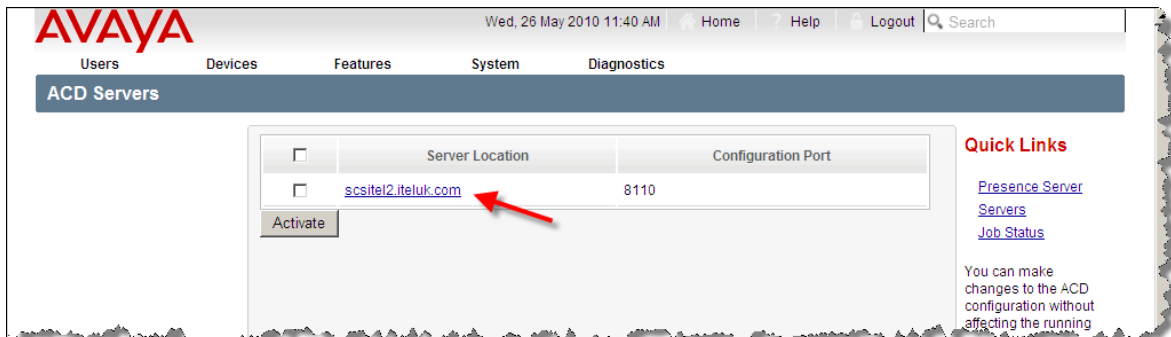 AVAYA
Wed, 26 May 2010 11:40 AM Home ? Help Logout Search
Users Devices Features System Diagnostics
ACD Servers
Server Location Configuration Port
scsitel2.iteluk.com 8110
Activate
Quick Links
Presence Server
Servers
Job Status
You can make
changes to the ACD
configuration without
affecting the running